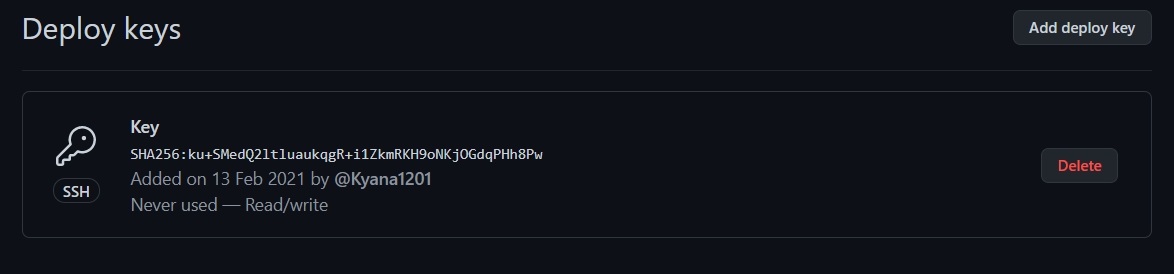 Deploy keys
Add deploy key
Key
SHA256:ku+SMedQ2ltluaukqgR+i1ZkmRKH9oNKjOGdqPHh8Pw
SSH
Added on 13 Feb 2021 by @Kyana1201
Never used — Read/write
Delete